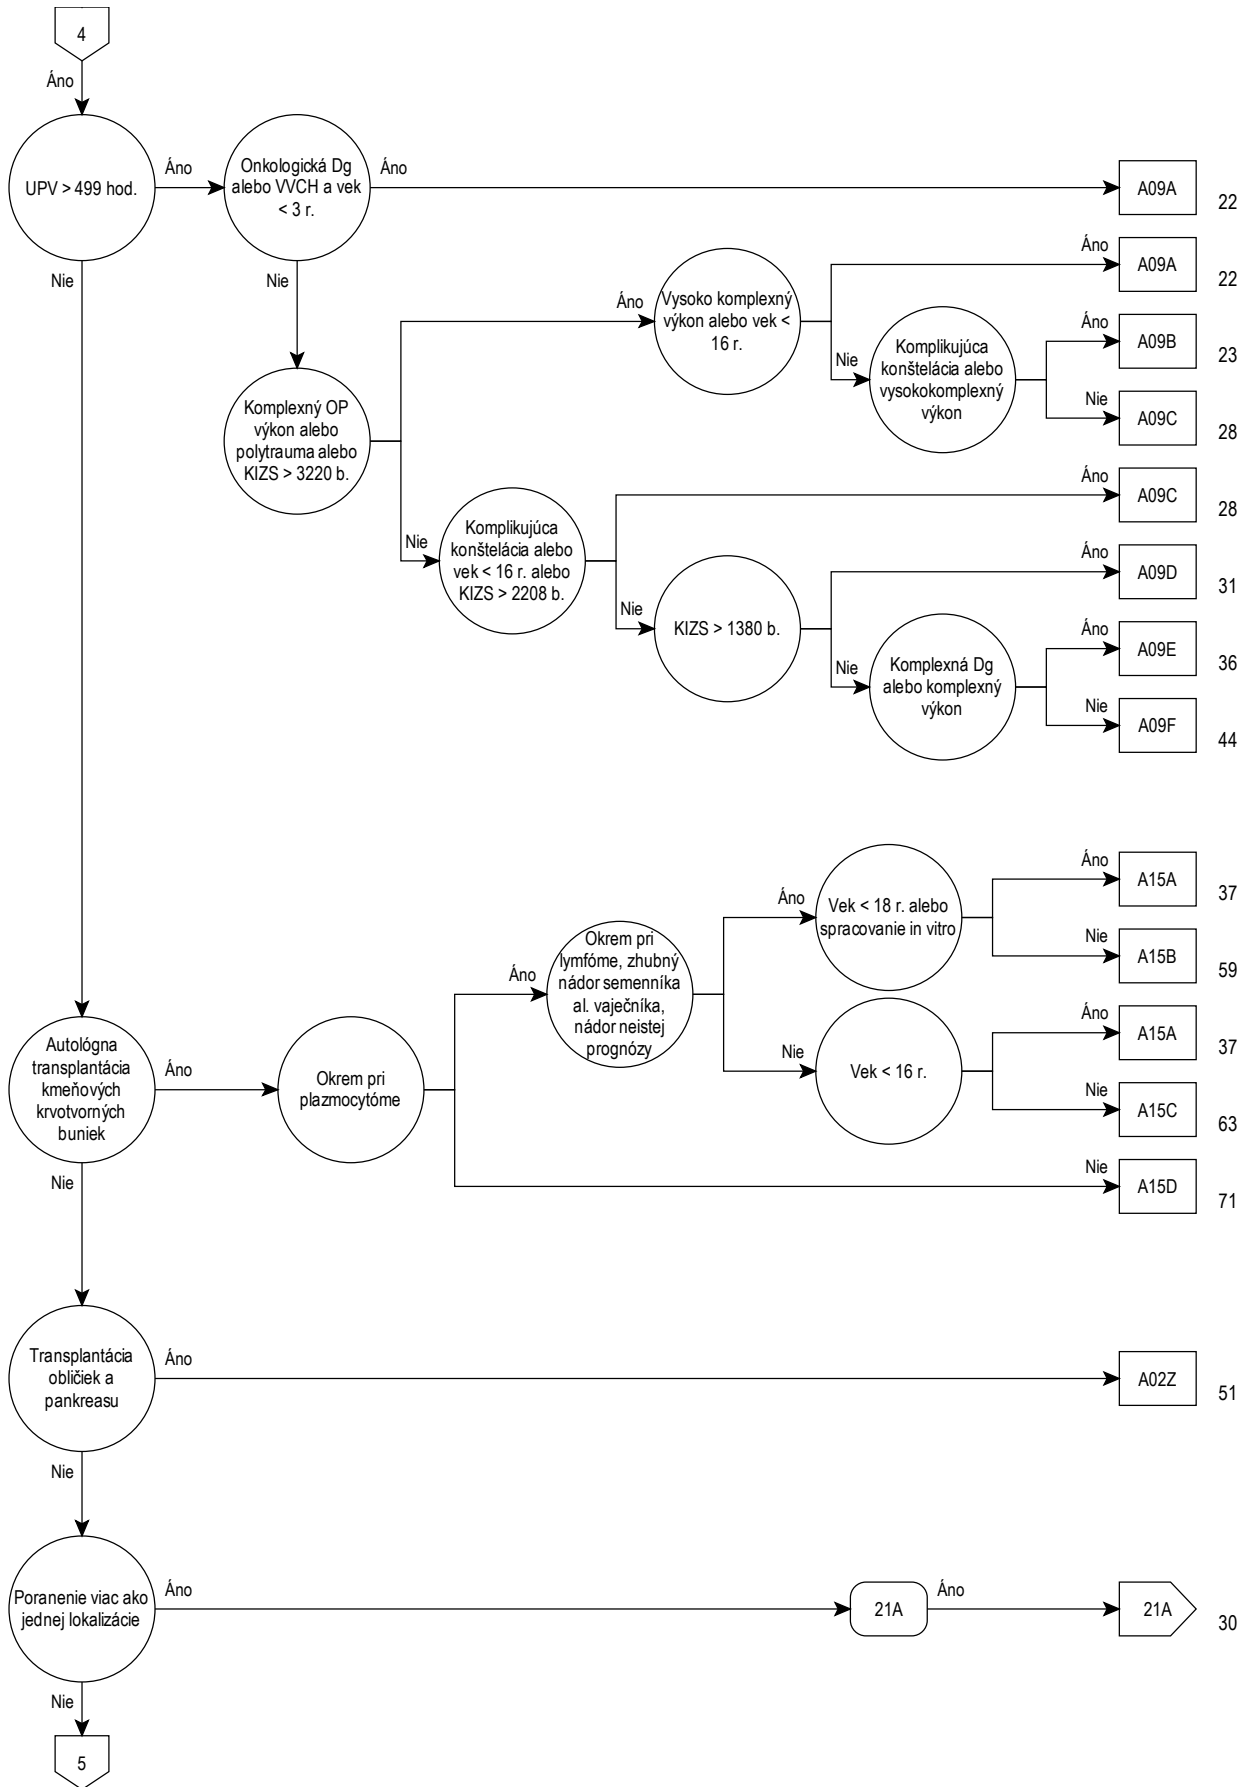 4
Áno
UPV > 499 hod.
Áno
Onkologická Dg
alebo VVCH a vek
< 3 r.
Áno
A09A
22
Nie
Nie
Áno
Vysoko komplexný
výkon alebo vek <
16 r.
Áno
A09A
22
Nie
Komplikujúca
konštelácia alebo
vysokokomplexný
výkon
Áno
A09B
23
Nie
A09C
28
Komplexný OP
výkon alebo
polytrauma alebo
KIZS > 3220 b.
Nie
Komplikujúca
konštelácia alebo
vek < 16 r. alebo
KIZS > 2208 b.
Áno
A09C
28
Nie
KIZS > 1380 b.
Áno
A09D
31
Nie
Komplexná Dg
alebo komplexný
výkon
Áno
A09E
36
Nie
A09F
44
Autológna
transplantácia
kmeňových
krvotvorných
buniek
Áno
Okrem pri
plazmocytóme
Áno
Okrem pri
lymfóme, zhubný
nádor semenníka
al. vaječníka,
nádor neistej
prognózy
Áno
Vek < 18 r. alebo
spracovanie in vitro
Áno
A15A
37
Nie
A15B
59
Nie
Vek < 16 r.
Áno
A15A
37
Nie
A15C
63
Nie
A15D
71
Nie
Transplantácia
obličiek a
pankreasu
Áno
A02Z
51
Nie
Poranenie viac ako
jednej lokalizácie
Áno
21A
Áno
21A
30
Nie
5